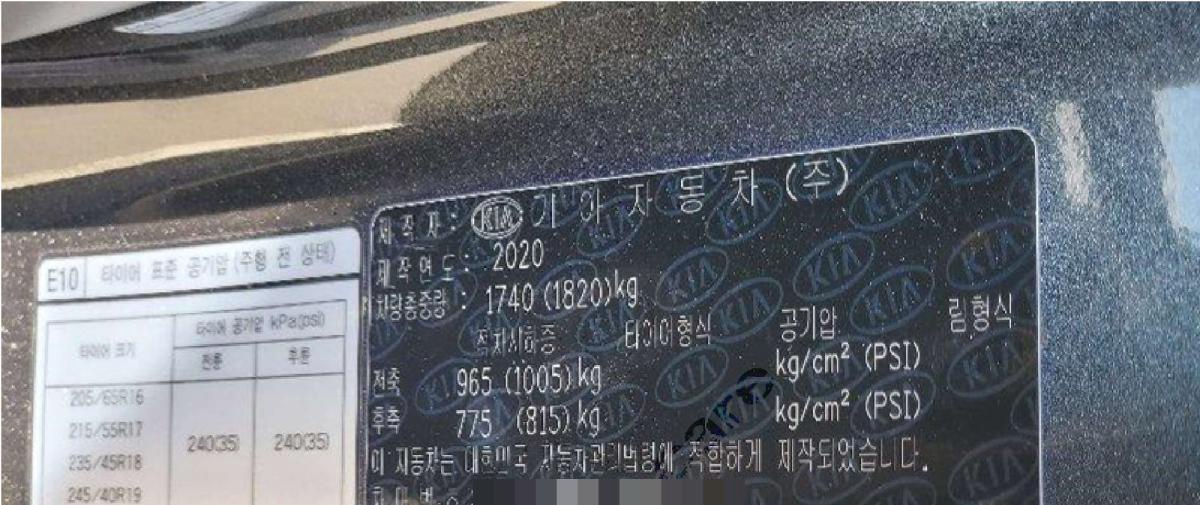 제작자 : KIA 기아자동차(주)
제작연도 : 2020
차량총중량 : 1740 (1820)kg
적차시하중 타이어형식 공기압 림형식
전축 965 (1005)kg kg/cm² (PSI)
후축 775 (815)kg kg/cm² (PSI)
이 자동차는 대한민국 자동차관리법령에 적합하게 제작되었습니다.
E10 타이어 표준 공기압 (주행 전 상태)
타이어 크기 타이어 공기압 kPa(psi)
전륜 후륜
205/65R16
215/55R17
240(35) 240(35)
235/45R18
245/40R19